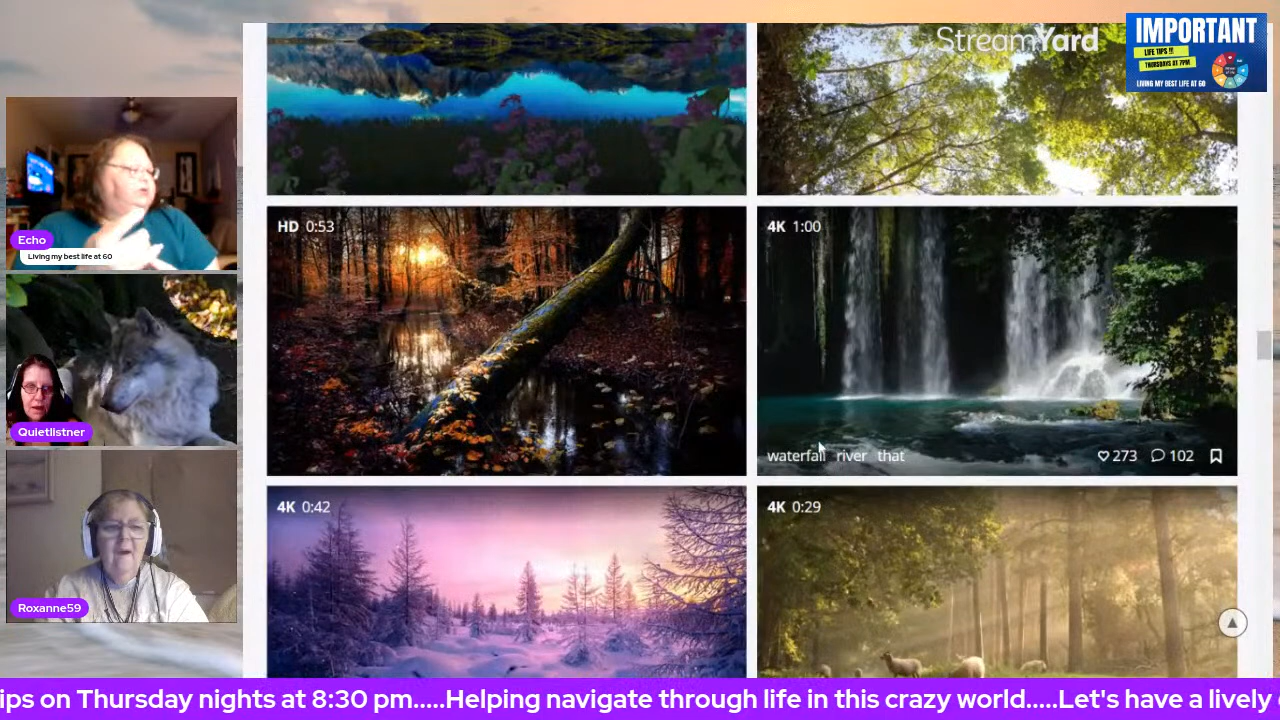 StreamYard
IMPORTANT
LIFE TIPS !!!
THURSDAYS AT 7PM
LIVING MY BEST LIFE AT 60
Echo
Living my best life at 60
Quietlistner
Roxanne59
HD 0:53
4K 1:00
waterfall river that
273 102
4K 0:42
4K 0:29
ips on Thursday nights at 8:30 pm.....Helping navigate through life in this crazy world.....Let's have a lively